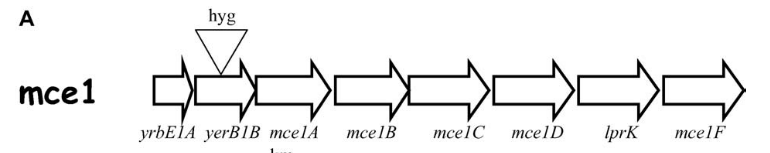 A
hyg
mce1
yrbE1A yerB1B mce1A mce1B mce1C mce1D lprK mce1F